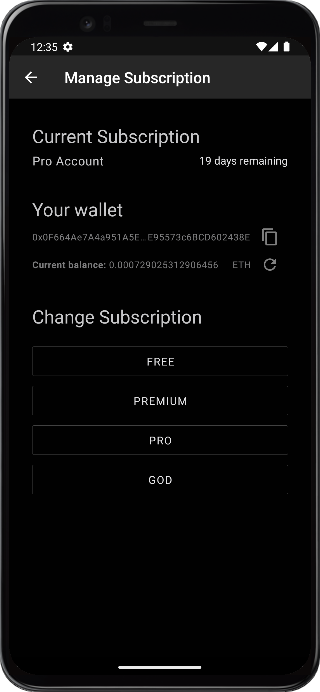 12:35
Manage Subscription
Current Subscription
Pro Account 19 days remaining
Your wallet
0x0F664Ae7A4a951A5E...E95573c6BCD602438E
Current balance: 0.000729025312906456 ETH
Change Subscription
FREE
PREMIUM
PRO
GOD